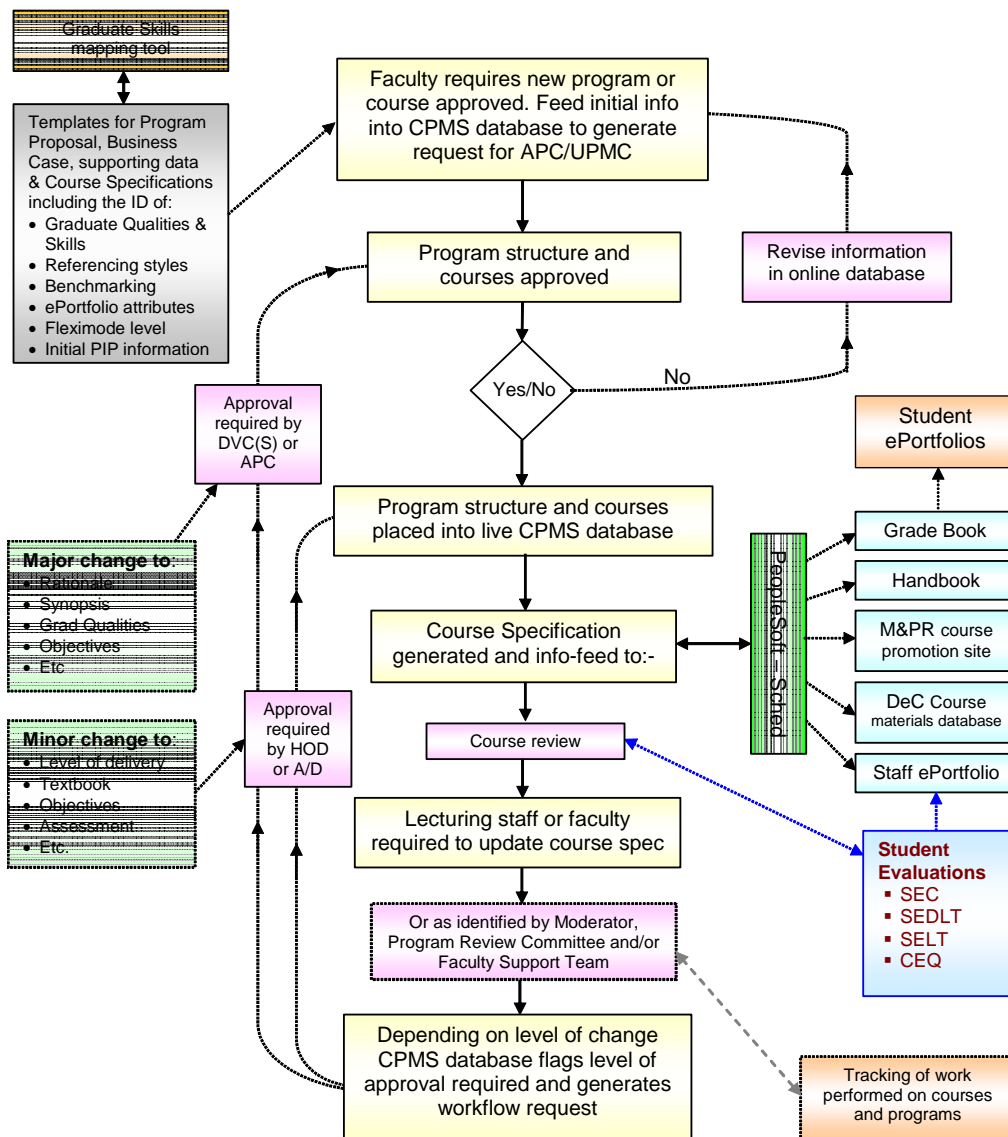 Graduate Skills
mapping tool
Templates for Program
Proposal, Business
Case, supporting data
& Course Specifications
including the ID of:
• Graduate Qualities &
Skills
• Referencing styles
• Benchmarking
• ePortfolio attributes
• Fleximode level
• Initial PIP information
Faculty requires new program or
course approved. Feed initial info
into CPMS database to generate
request for APC/UPMC
Program structure and
courses approved
Revise information
in online database
Yes/No
No
Approval
required by
DVC(S) or
APC
Program structure and courses
placed into live CPMS database
Major change to:
• Rationale
• Synopsis
• Grad Qualities
• Objectives
• Etc
Course Specification
generated and info-feed to:-
PeopleSoft – Sched
Student
ePortfolios
Grade Book
Handbook
M&PR course
promotion site
DeC Course
materials database
Staff ePortfolio
Minor change to:
• Level of delivery
• Textbook
• Objectives
• Assessment.
• Etc.
Approval
required
by HOD
or A/D
Course review
Lecturing staff or faculty
required to update course spec
Student
Evaluations
▪ SEC
▪ SEDLT
▪ SELT
▪ CEQ
Or as identified by Moderator,
Program Review Committee and/or
Faculty Support Team
Depending on level of change
CPMS database flags level of
approval required and generates
workflow request
Tracking of work
performed on courses
and programs